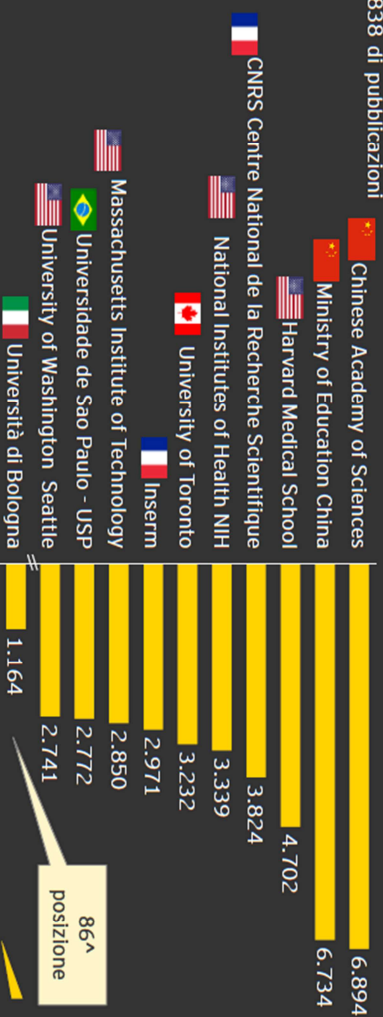 838 di pubblicazioni
Chinese Academy of Sciences 6.894
Ministry of Education China 6.734
Harvard Medical School 4.702
CNRS Centre National de la Recherche Scientifique 3.824
National Institutes of Health NIH 3.339
University of Toronto 3.232
Inserm 2.971
Massachusetts Institute of Technology 2.850
Universidade de Sao Paulo - USP 2.772
University of Washington Seattle 2.741
Università di Bologna 1.164
86^
posizione